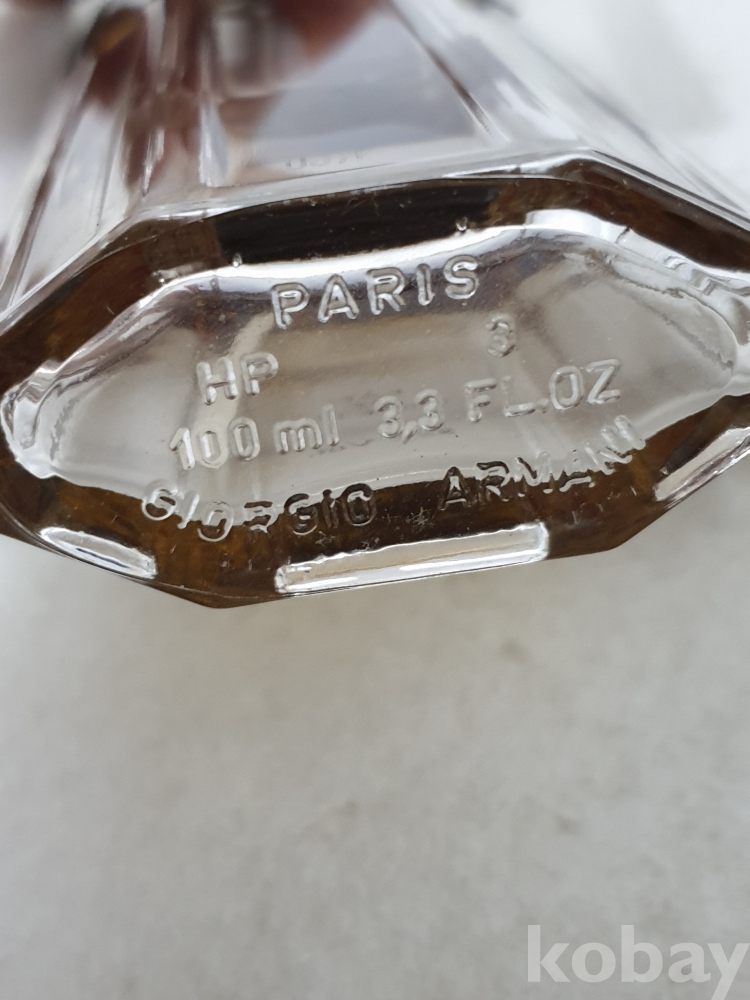 PARIS
HP 3
100 ml 3,3 FL.OZ
GIORGIO ARMANI
kobay